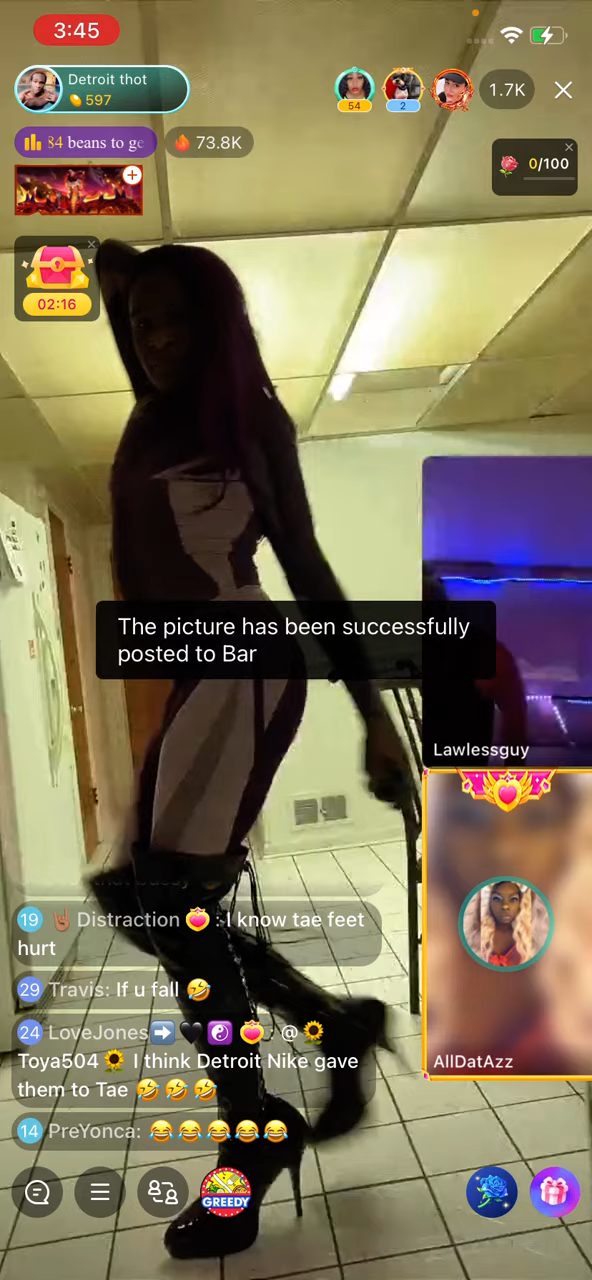 3:45
Detroit thot
597
54
2
1.7K
84 beans to ge
73.8K
0/100
02:16
The picture has been successfully
posted to Bar
Lawlessguy
19 🤘🏽 Distraction 😍 : I know tae feet
hurt
29 Travis: If u fall 🤣
24 LoveJones➡️🖤☯️ : @🌻
Toya504🌻 I think Detroit Nike gave
them to Tae 🤣🤣🤣
AllDatAzz
14 PreYonca: 😂😂😂😂😂
GREEDY